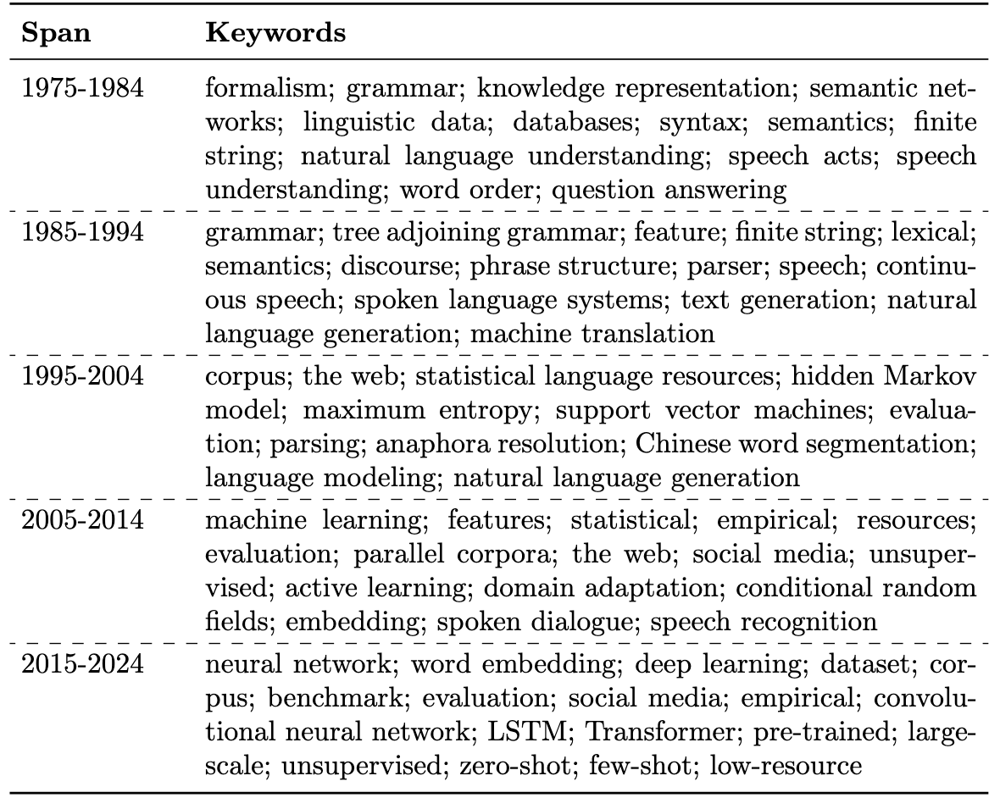 Span Keywords
1975-1984 formalism; grammar; knowledge representation; semantic net-
works; linguistic data; databases; syntax; semantics; finite
string; natural language understanding; speech acts; speech
understanding; word order; question answering
1985-1994 grammar; tree adjoining grammar; feature; finite string; lexical;
semantics; discourse; phrase structure; parser; speech; continu-
ous speech; spoken language systems; text generation; natural
language generation; machine translation
1995-2004 corpus; the web; statistical language resources; hidden Markov
model; maximum entropy; support vector machines; evalua-
tion; parsing; anaphora resolution; Chinese word segmentation;
language modeling; natural language generation
2005-2014 machine learning; features; statistical; empirical; resources;
evaluation; parallel corpora; the web; social media; unsuper-
vised; active learning; domain adaptation; conditional random
fields; embedding; spoken dialogue; speech recognition
2015-2024 neural network; word embedding; deep learning; dataset; cor-
pus; benchmark; evaluation; social media; empirical; convolu-
tional neural network; LSTM; Transformer; pre-trained; large-
scale; unsupervised; zero-shot; few-shot; low-resource